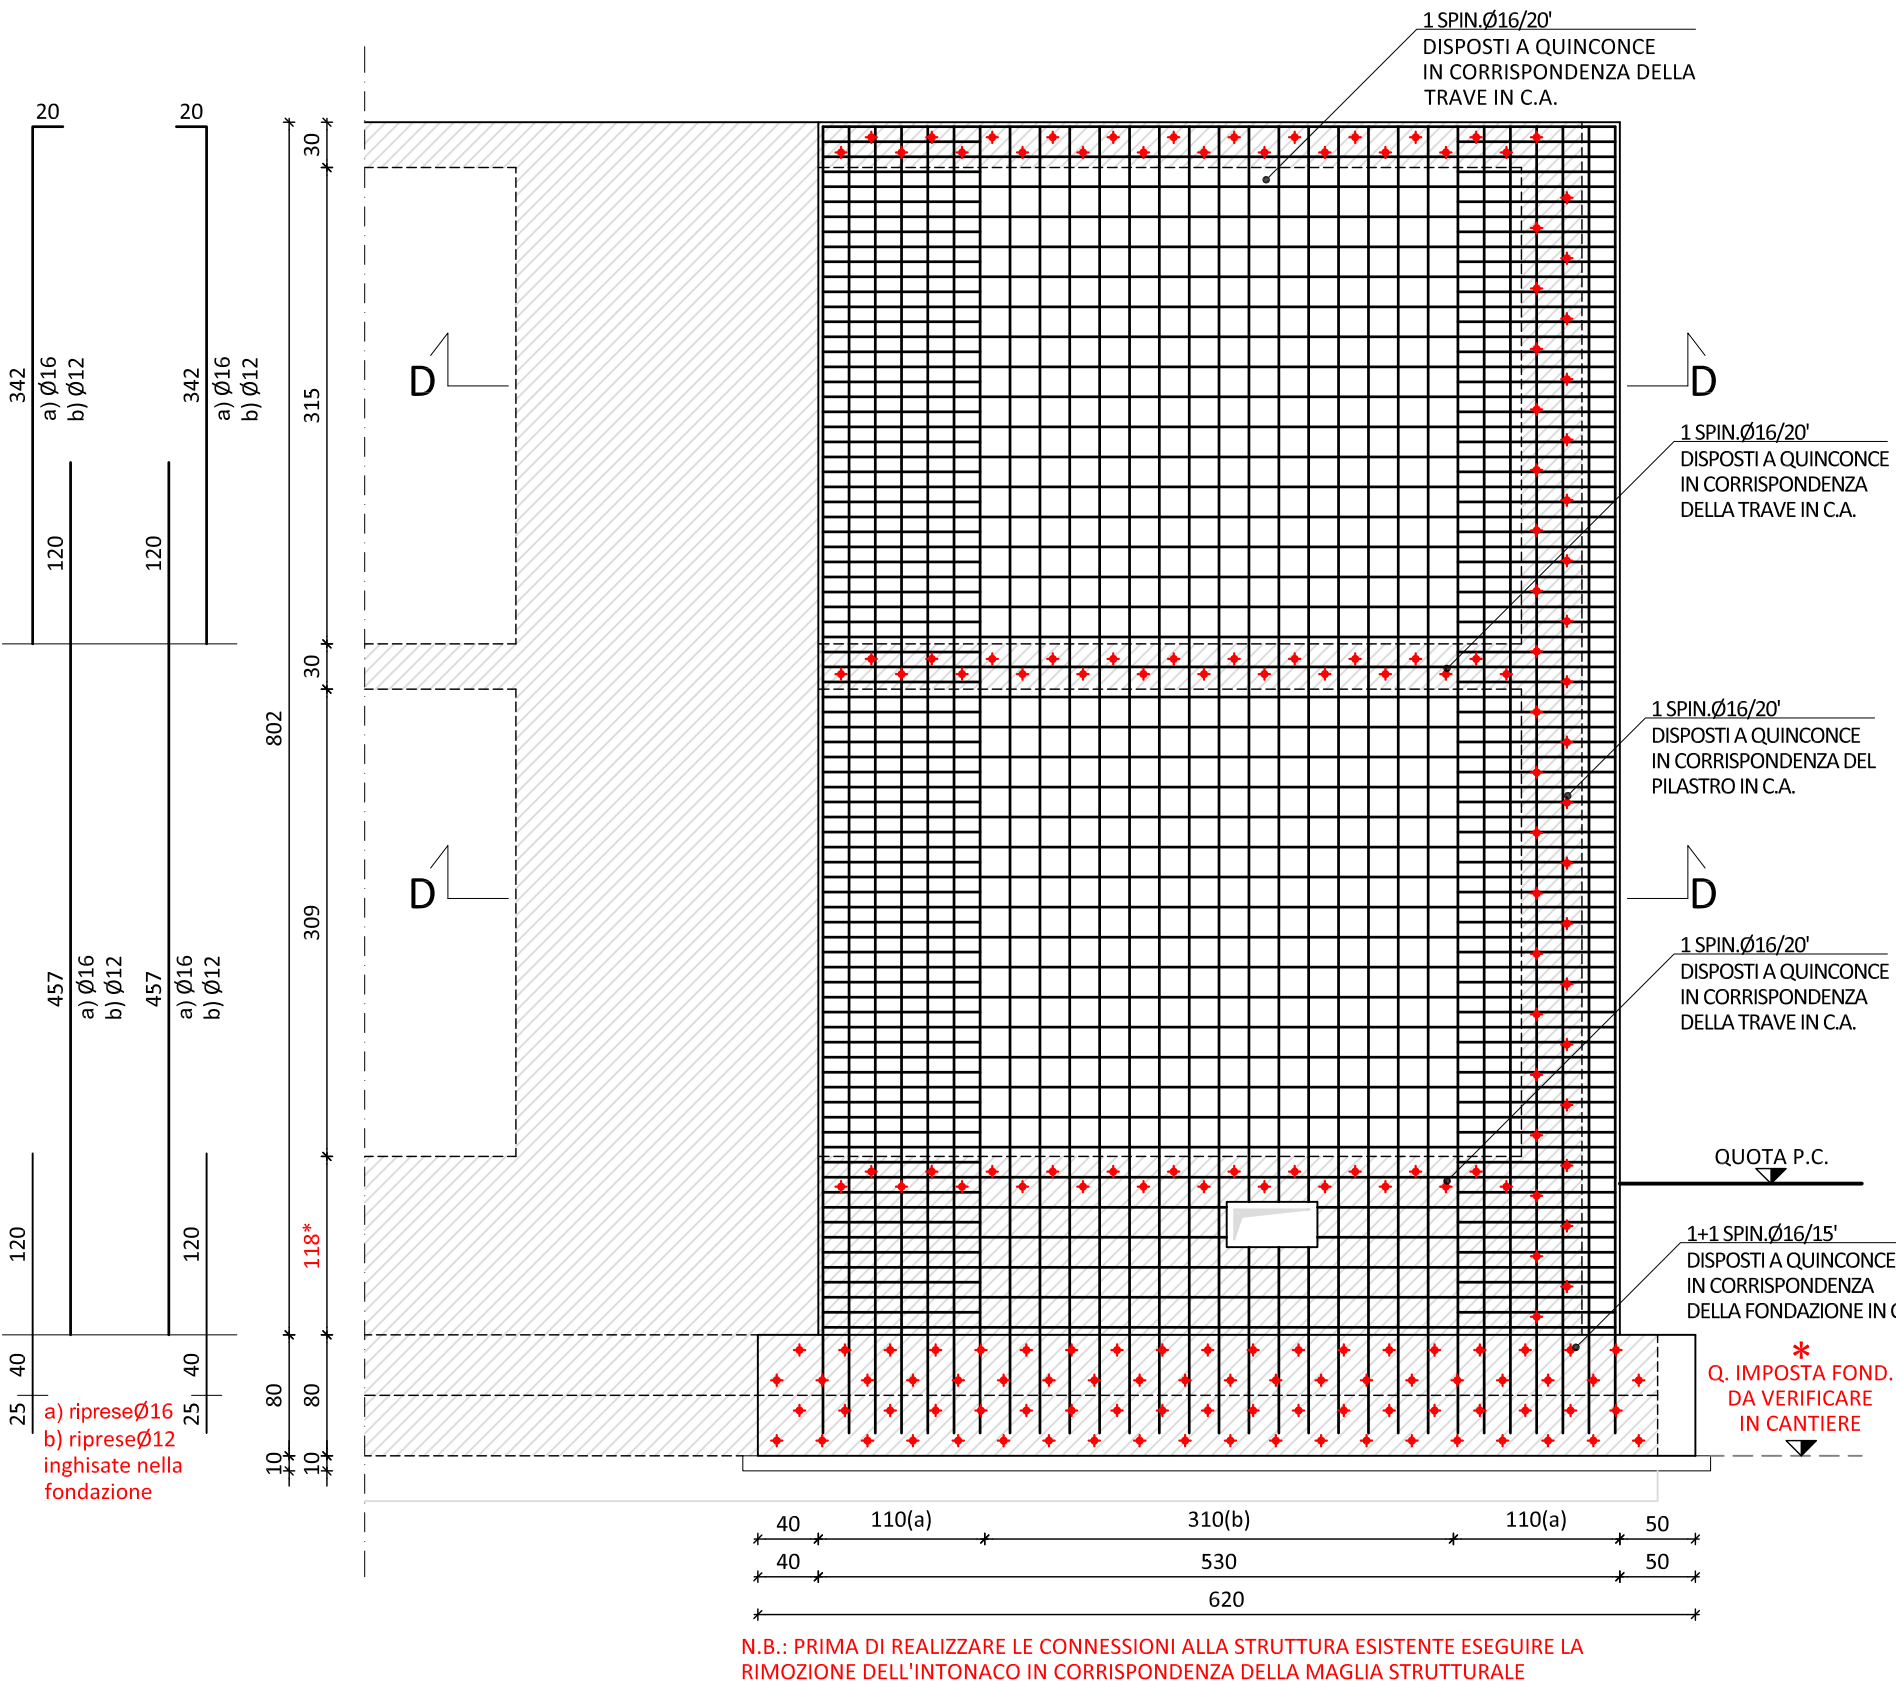 1 SPIN.Ø16/20'
DISPOSTI A QUINCONCE
IN CORRISPONDENZA DELLA
TRAVE IN C.A.
20
20
30
342
a) Ø16
b) Ø12
342
a) Ø16
b) Ø12
315
D
D
1 SPIN.Ø16/20'
DISPOSTI A QUINCONCE
IN CORRISPONDENZA
DELLA TRAVE IN C.A.
120
120
30
802
1 SPIN.Ø16/20'
DISPOSTI A QUINCONCE
IN CORRISPONDENZA DEL
PILASTRO IN C.A.
D
D
309
457
a) Ø16
b) Ø12
457
a) Ø16
b) Ø12
1 SPIN.Ø16/20'
DISPOSTI A QUINCONCE
IN CORRISPONDENZA
DELLA TRAVE IN C.A.
QUOTA P.C.
120
120
118*
1+1 SPIN.Ø16/15'
DISPOSTI A QUINCONCE
IN CORRISPONDENZA
DELLA FONDAZIONE IN C
*
Q. IMPOSTA FOND.
DA VERIFICARE
IN CANTIERE
40
40
80
80
25
25
a) ripreseØ16
b) ripreseØ12
inghisate nella
fondazione
10
10
40
110(a)
310(b)
110(a)
50
40
530
50
620
N.B.: PRIMA DI REALIZZARE LE CONNESSIONI ALLA STRUTTURA ESISTENTE ESEGUIRE LA
RIMOZIONE DELL'INTONACO IN CORRISPONDENZA DELLA MAGLIA STRUTTURALE